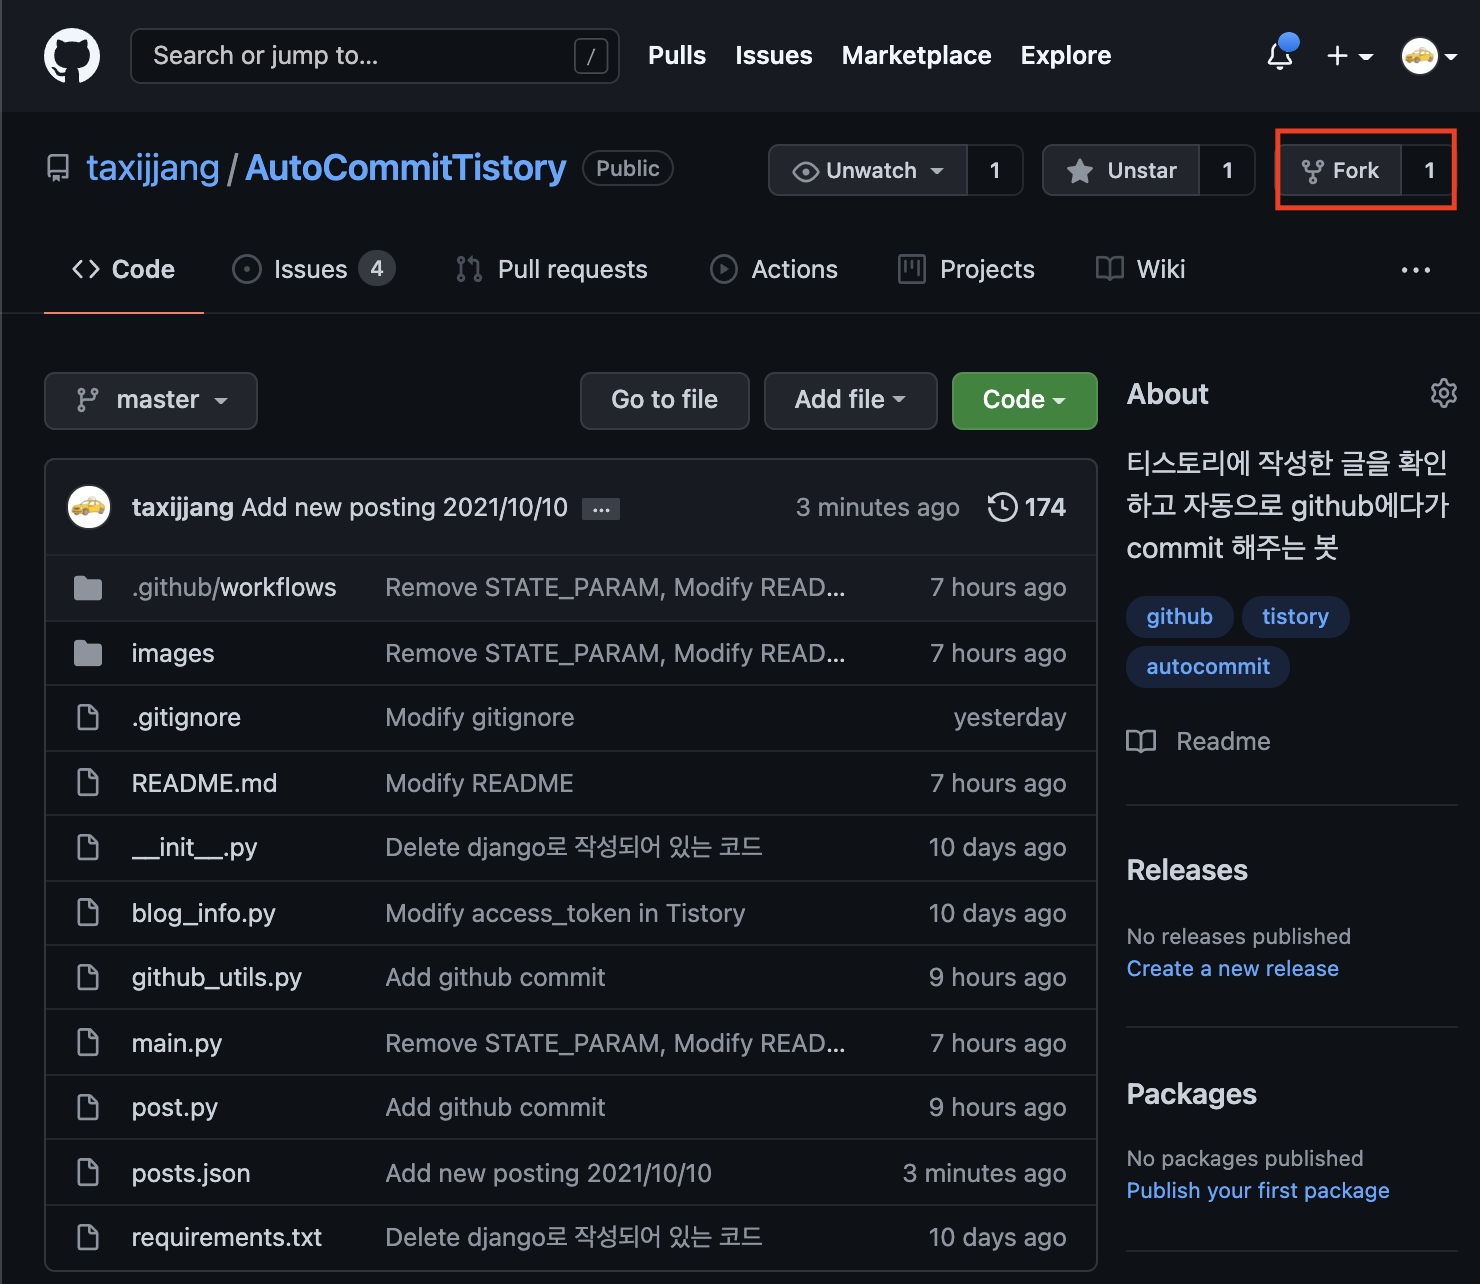 Search or jump to... /
Pulls Issues Marketplace Explore
taxijjang / AutoCommitTistory Public
Unwatch 1 Unstar 1 Fork 1
Code Issues 4 Pull requests Actions Projects Wiki ...
master Go to file Add file Code
taxijjang Add new posting 2021/10/10 ... 3 minutes ago 174
.github/workflows Remove STATE_PARAM, Modify READ... 7 hours ago
images Remove STATE_PARAM, Modify READ... 7 hours ago
.gitignore Modify gitignore yesterday
README.md Modify README 7 hours ago
__init__.py Delete django로 작성되어 있는 코드 10 days ago
blog_info.py Modify access_token in Tistory 10 days ago
github_utils.py Add github commit 9 hours ago
main.py Remove STATE_PARAM, Modify READ... 7 hours ago
post.py Add github commit 9 hours ago
posts.json Add new posting 2021/10/10 3 minutes ago
requirements.txt Delete django로 작성되어 있는 코드 10 days ago
About
티스토리에 작성한 글을 확인
하고 자동으로 github에다가
commit 해주는 봇
github tistory
autocommit
Readme
Releases
No releases published
Create a new release
Packages
No packages published
Publish your first package